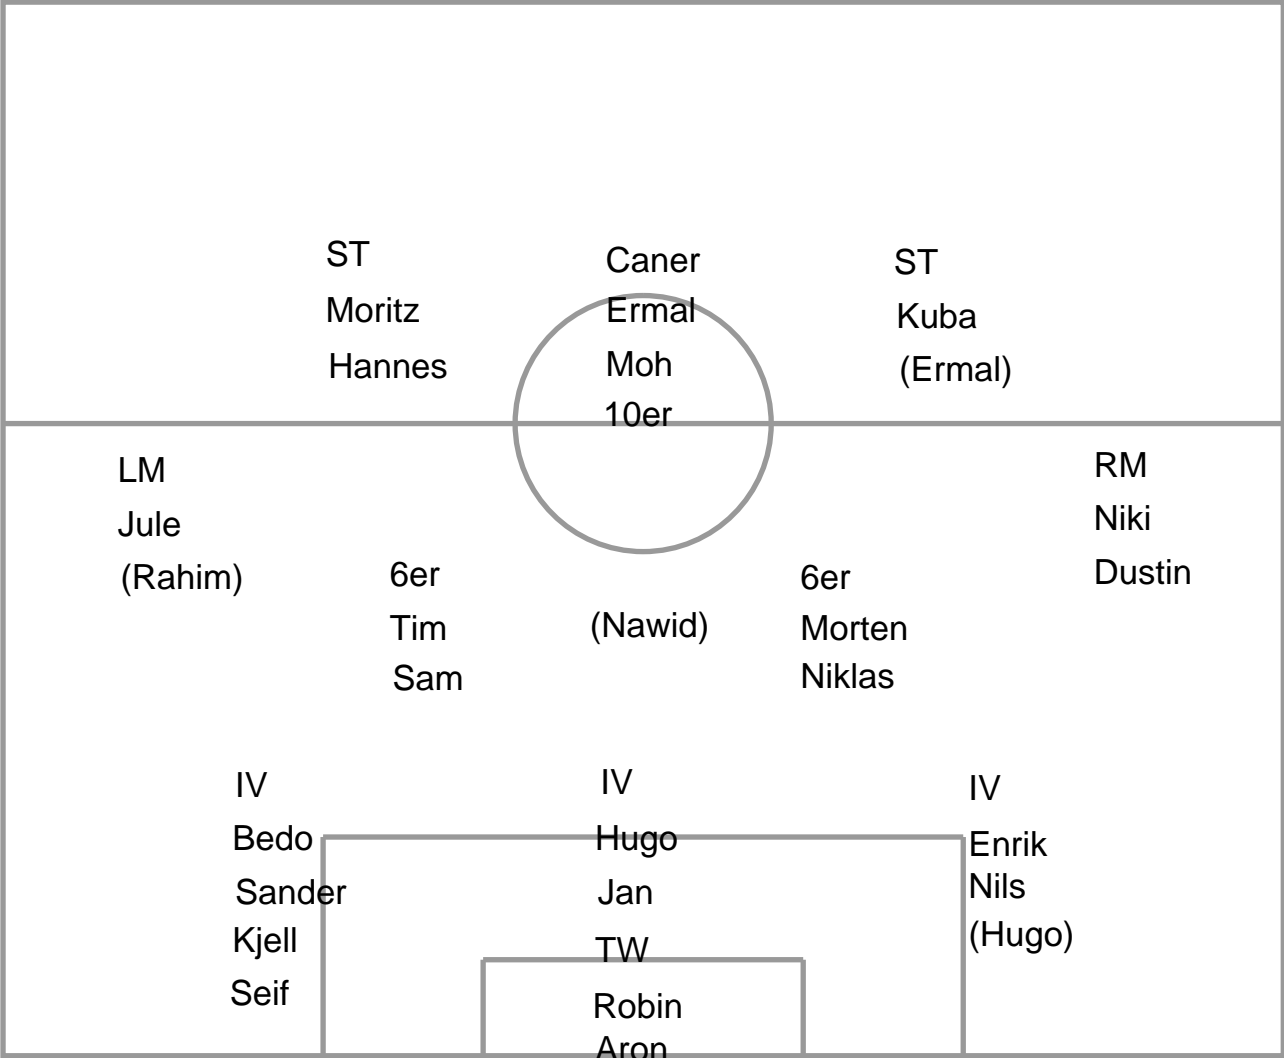 ST
Moritz
Hannes
Caner
Ermal
Moh
10er
ST
Kuba
(Ermal)
LM
Jule
(Rahim)
6er
Tim
Sam
(Nawid)
6er
Morten
Niklas
RM
Niki
Dustin
IV
Bedo
Sander
Kjell
Seif
IV
Hugo
Jan
TW
Robin
Aron
IV
Enrik
Nils
(Hugo)